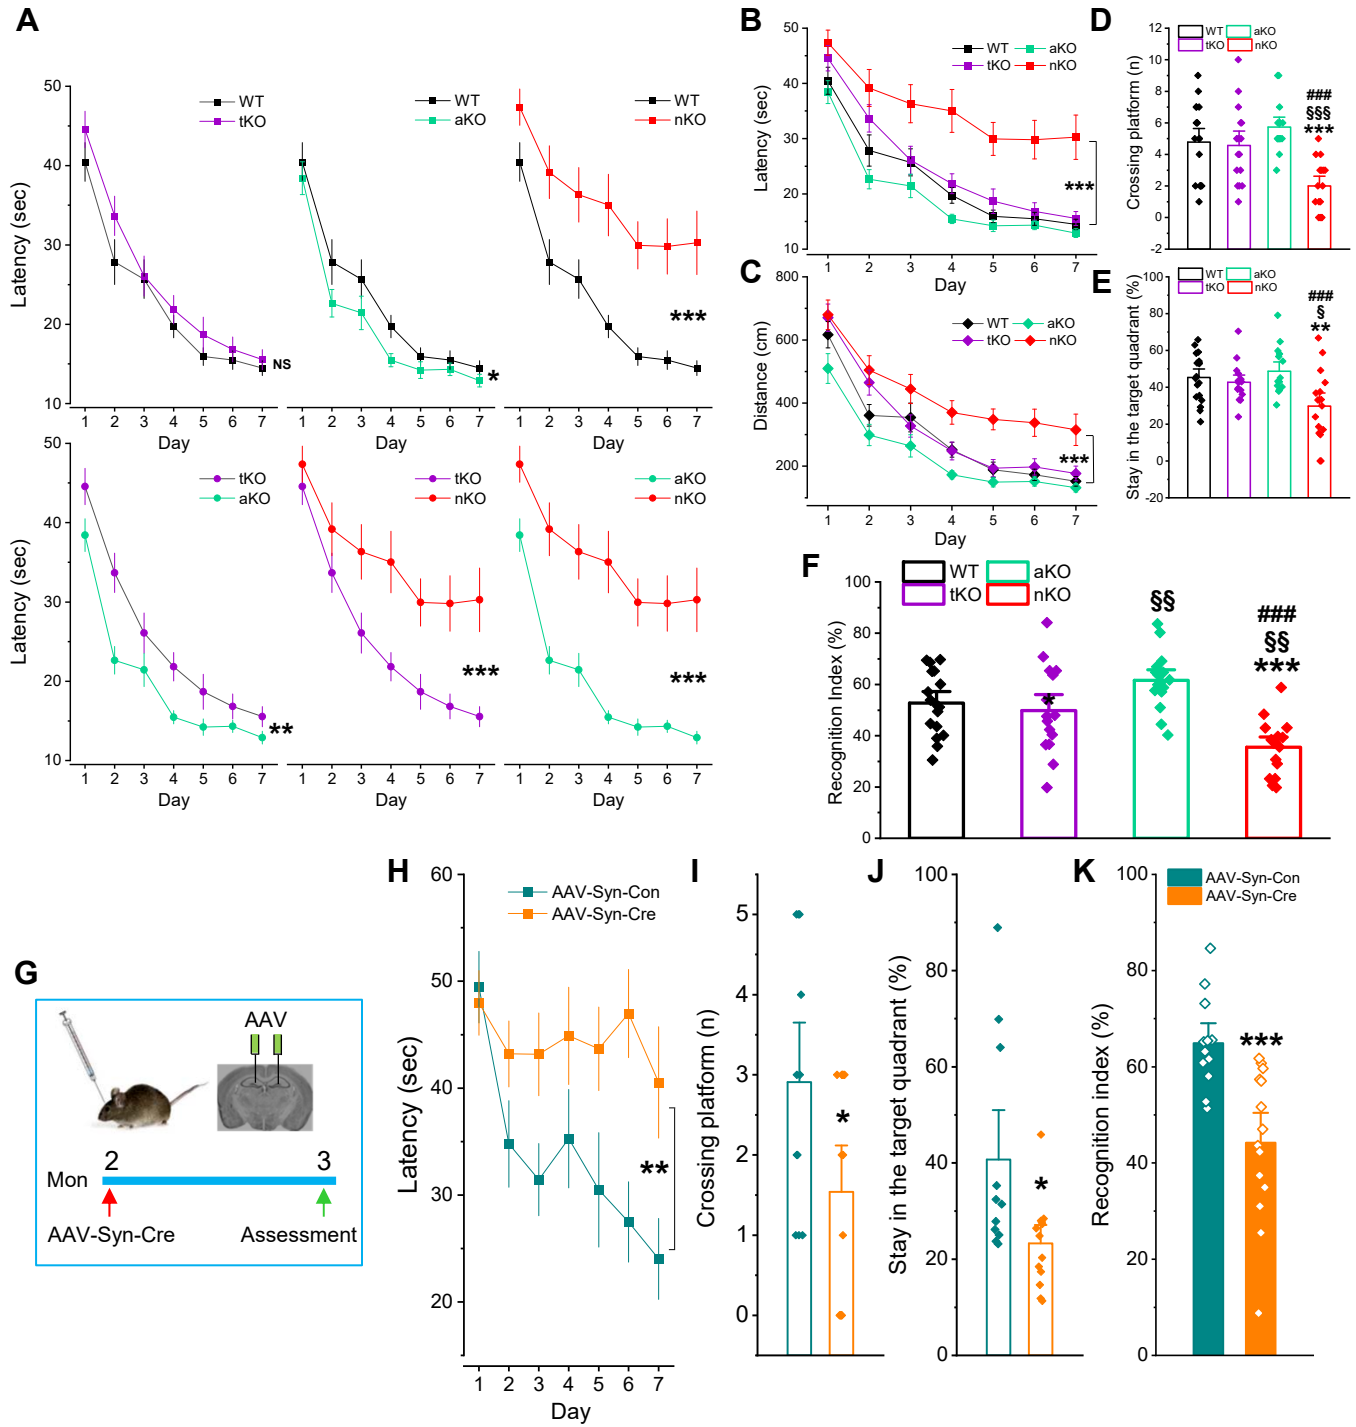 A
50
40
30
20
10
Latency (sec)
WT
tKO
NS
1 2 3 4 5 6 7
Day
WT
aKO
*
1 2 3 4 5 6 7
Day
WT
nKO
***
1 2 3 4 5 6 7
Day
50
40
30
20
10
Latency (sec)
tKO
aKO
**
1 2 3 4 5 6 7
Day
tKO
nKO
***
1 2 3 4 5 6 7
Day
aKO
nKO
***
1 2 3 4 5 6 7
Day
B
50
40
30
20
10
Latency (sec)
WT aKO
tKO nKO
***
1 2 3 4 5 6 7
Day
C
800
600
400
200
Distance (cm)
WT aKO
tKO nKO
***
1 2 3 4 5 6 7
Day
D
12
10
8
6
4
2
0
-2
Crossing platform (n)
WT aKO
tKO nKO
###
§§§
***
E
100
80
60
40
20
0
-20
Stay in the target quadrant (%)
WT aKO
tKO nKO
###
§
**
F
100
80
60
40
20
0
Recognition Index (%)
WT aKO
tKO nKO
*
§§
###
§§
***
G
AAV
2 3
Mon
AAV-Syn-Cre Assessment
H
60
50
40
30
20
Latency (sec)
AAV-Syn-Con
AAV-Syn-Cre
**
1 2 3 4 5 6 7
Day
I
5
4
3
2
1
0
Crossing platform (n)
*
J
100
80
60
40
20
0
Stay in the target quadrant (%)
*
K
100
80
60
40
20
0
Recognition index (%)
AAV-Syn-Con
AAV-Syn-Cre
***